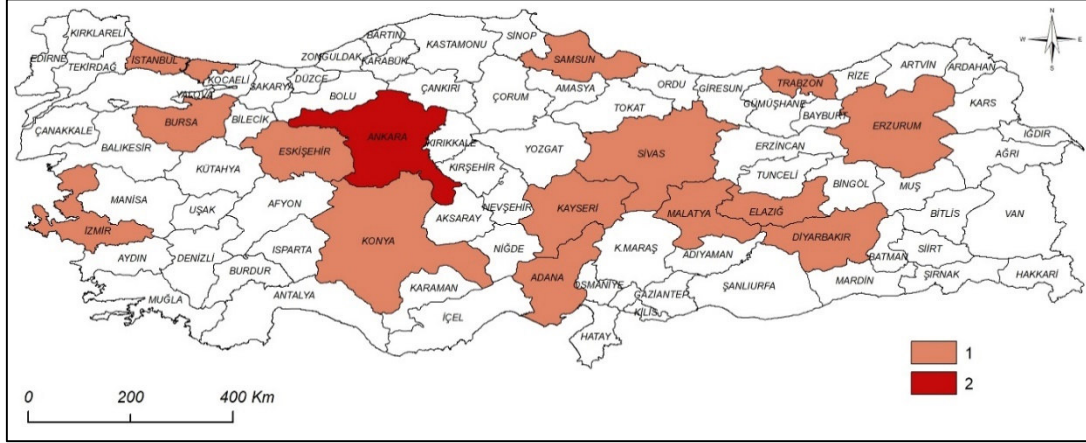 N
W E
S
KIRKLARELİ
EDİRNE
TEKİRDAĞ
İSTANBUL
KOCAELİ
YALOVA
SAKARYA
DÜZCE
ZONGULDAK
BARTIN
KARABÜK
KASTAMONU
SİNOP
SAMSUN
ORDU
GİRESUN
TRABZON
RİZE
ARTVİN
ARDAHAN
KARS
ÇANAKKALE
BURSA
BİLECİK
BOLU
ÇANKIRI
ÇORUM
AMASYA
TOKAT
GÜMÜŞHANE
BAYBURT
ERZURUM
IĞDIR
BALIKESİR
KÜTAHYA
ESKİŞEHİR
ANKARA
KIRIKKALE
YOZGAT
SİVAS
ERZİNCAN
AĞRI
MANİSA
UŞAK
AFYON
KIRŞEHİR
TUNCELİ
BİNGÖL
MUŞ
İZMİR
AYDIN
DENİZLİ
ISPARTA
BURDUR
KONYA
AKSARAY
NEVŞEHİR
KAYSERİ
MALATYA
ELAZIĞ
DİYARBAKIR
BİTLİS
VAN
MUĞLA
ANTALYA
KARAMAN
NİĞDE
ADANA
K.MARAŞ
ADIYAMAN
BATMAN
SİİRT
ŞIRNAK
HAKKARİ
İÇEL
OSMANİYE
GAZİANTEP
KİLİS
ŞANLIURFA
MARDİN
HATAY
1
2
0 200 400 Km